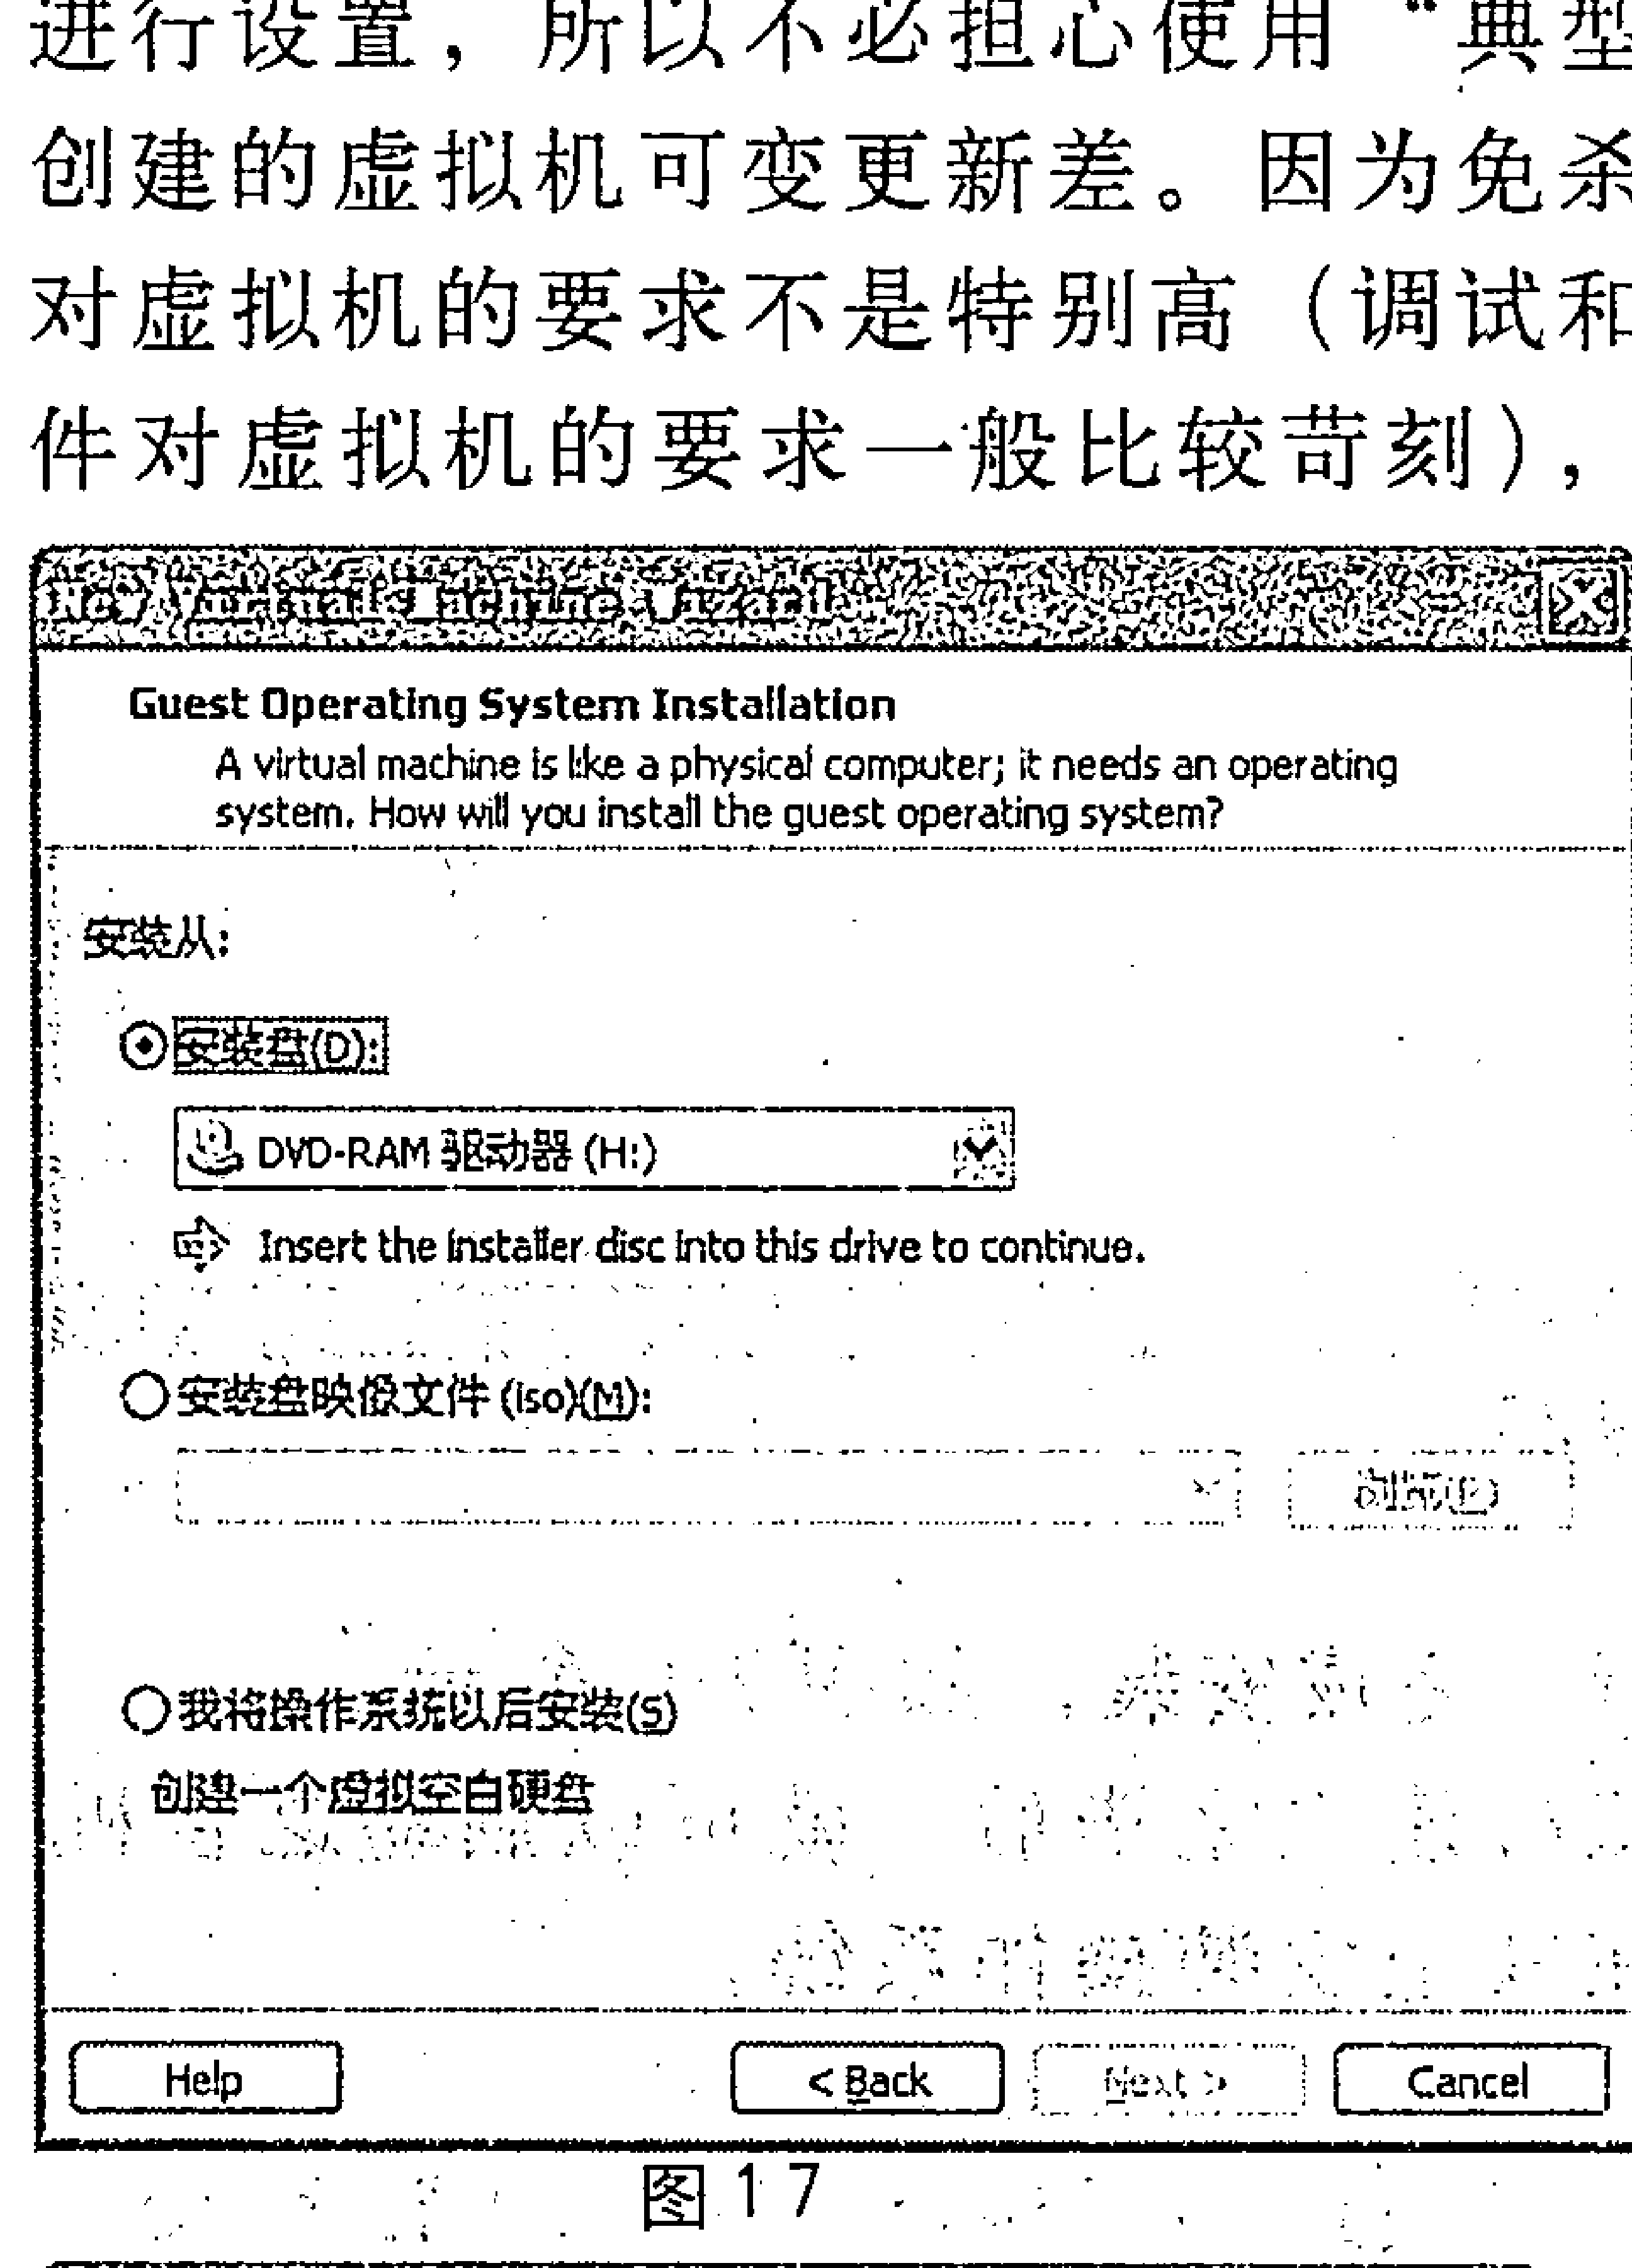 进行设置，所以不必担心使用“典型
创建的虚拟机可变更新差。因为免杀
对虚拟机的要求不是特别高（调试和
件对虚拟机的要求一般比较苛刻），
New Virtual Machine Wizard
Guest Operating System Installation
A virtual machine is like a physical computer; it needs an operating
system. How will you install the guest operating system?
安装从:
安装盘(D):
DVD-RAM 驱动器 (H:)
Insert the installer disc into this drive to continue.
安装盘映像文件 (iso)(M):
我将操作系统以后安装(S)
创建一个虚拟空白硬盘
Help
< Back
Next >
Cancel
图17